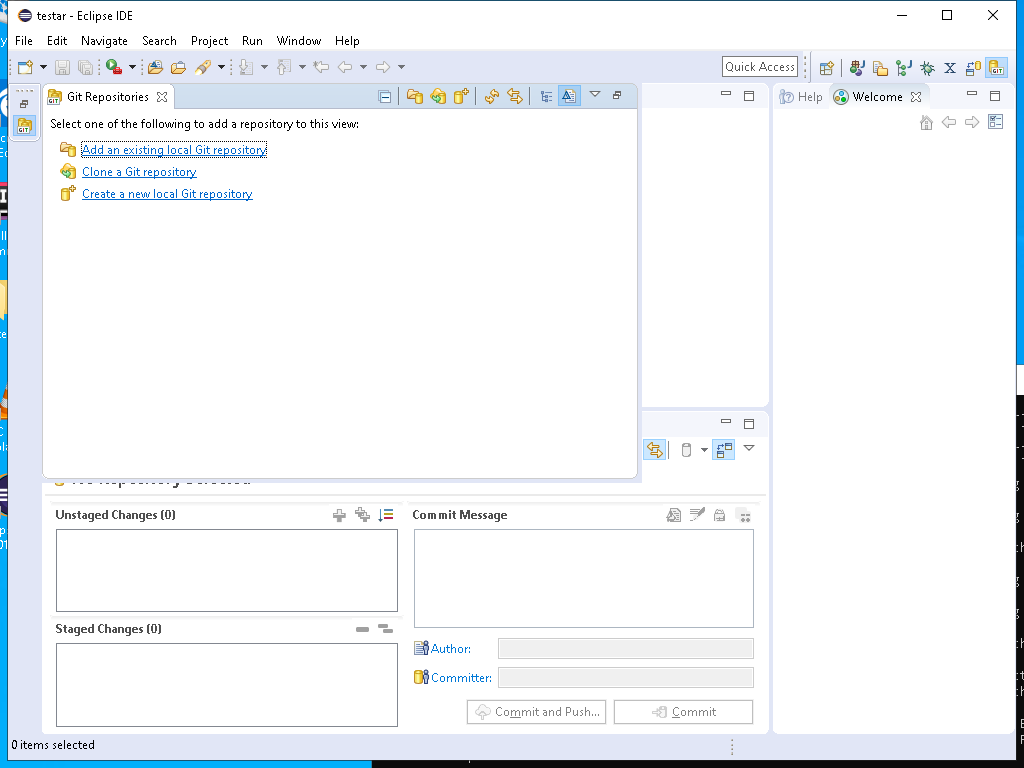 testar - Eclipse IDE
File Edit Navigate Search Project Run Window Help
Quick Access
Git Repositories
Help Welcome
Select one of the following to add a repository to this view:
Add an existing local Git repository
Clone a Git repository
Create a new local Git repository
Unstaged Changes (0)
Commit Message
Staged Changes (0)
Author:
Committer:
Commit and Push...
Commit
0 items selected